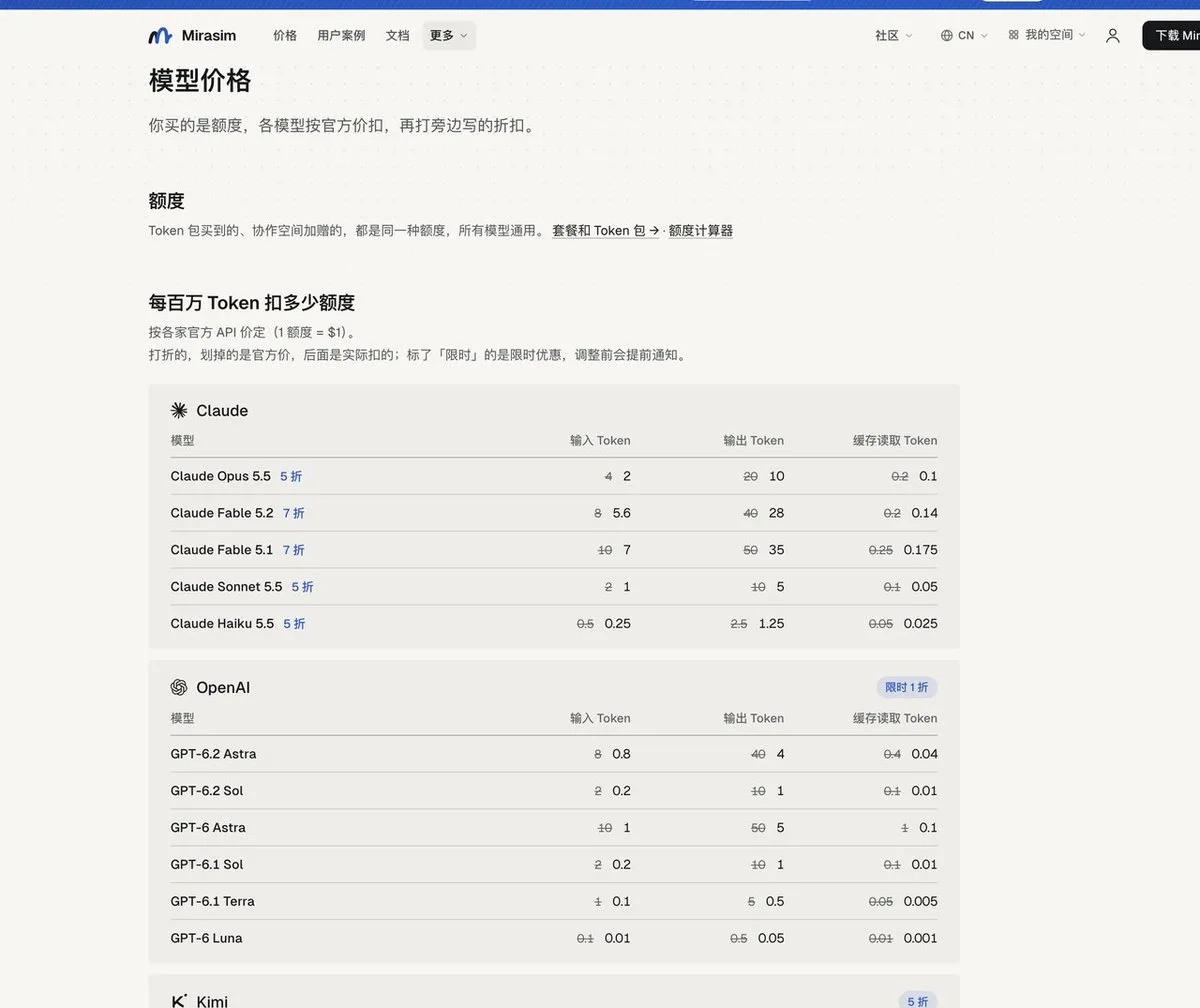 Mirasim 价格 用户案例 文档 更多 社区 CN 我的空间 下载 Mir
模型价格
你买的是额度，各模型按官方价扣，再打旁边写的折扣。
额度
Token 包买到的、协作空间加赠的，都是同一种额度，所有模型通用。 套餐和 Token 包 → · 额度计算器
每百万 Token 扣多少额度
按各家官方 API 价定（1 额度 = $1）。
打折的，划掉的是官方价，后面是实际扣的；标了「限时」的是限时优惠，调整前会提前通知。
Claude
模型 输入 Token 输出 Token 缓存读取 Token
Claude Opus 5.5 5 折 4 2 20 10 0.2 0.1
Claude Fable 5.2 7 折 8 5.6 40 28 0.2 0.14
Claude Fable 5.1 7 折 10 7 50 35 0.25 0.175
Claude Sonnet 5.5 5 折 2 1 10 5 0.1 0.05
Claude Haiku 5.5 5 折 0.5 0.25 2.5 1.25 0.05 0.025
OpenAI 限时 1 折
模型 输入 Token 输出 Token 缓存读取 Token
GPT-6.2 Astra 8 0.8 40 4 0.4 0.04
GPT-6.2 Sol 2 0.2 10 1 0.1 0.01
GPT-6 Astra 10 1 50 5 1 0.1
GPT-6.1 Sol 2 0.2 10 1 0.1 0.01
GPT-6.1 Terra 1 0.1 5 0.5 0.05 0.005
GPT-6 Luna 0.1 0.01 0.5 0.05 0.01 0.001
Kimi 5 折